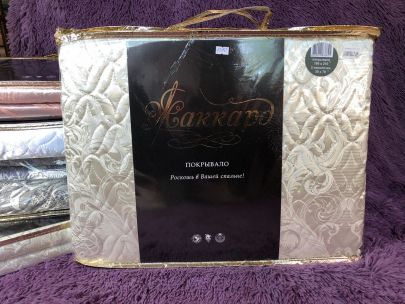 Жаккард
ПОКРЫВАЛО
Роскошь в Вашей спальне!